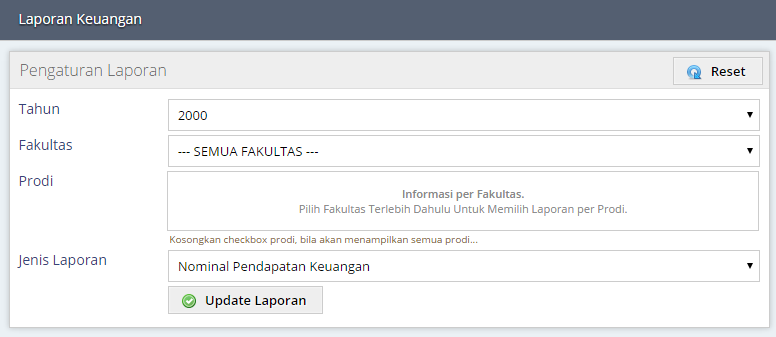 Laporan Keuangan
Pengaturan Laporan
Reset
Tahun
2000
Fakultas
--- SEMUA FAKULTAS ---
Prodi
Informasi per Fakultas.
Pilih Fakultas Terlebih Dahulu Untuk Memilih Laporan per Prodi.
Kosongkan checkbox prodi, bila akan menampilkan semua prodi...
Jenis Laporan
Nominal Pendapatan Keuangan
Update Laporan